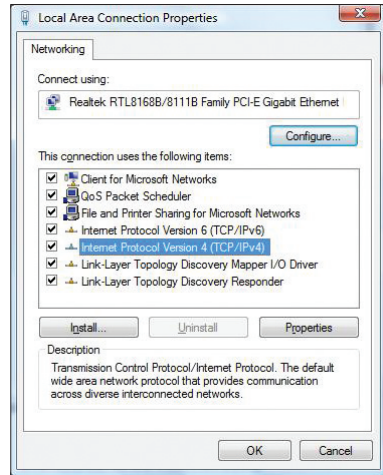 Local Area Connection Properties
Networking
Connect using:
Realtek RTL8168B/8111B Family PCI-E Gigabit Ethernet
Configure...
This connection uses the following items:
Client for Microsoft Networks
QoS Packet Scheduler
File and Printer Sharing for Microsoft Networks
Internet Protocol Version 6 (TCP/IPv6)
Internet Protocol Version 4 (TCP/IPv4)
Link-Layer Topology Discovery Mapper I/O Driver
Link-Layer Topology Discovery Responder
Install... Uninstall Properties
Description
Transmission Control Protocol/Internet Protocol. The default
wide area network protocol that provides communication
across diverse interconnected networks.
OK Cancel